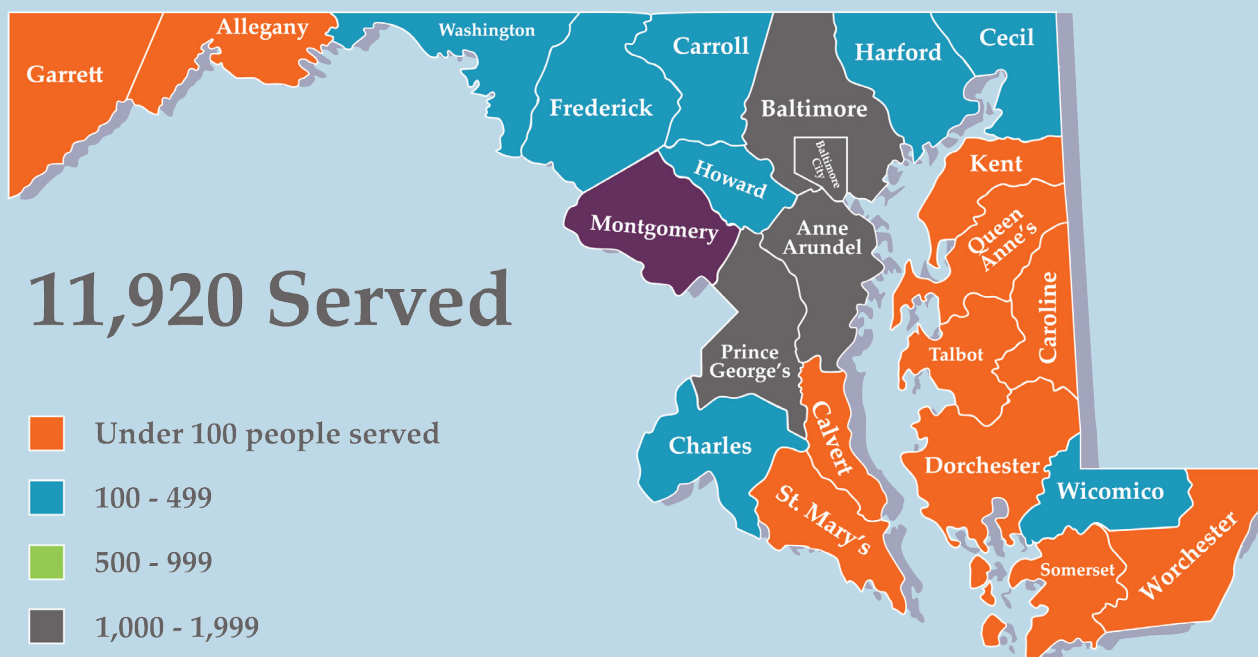 Garrett
Allegany
Washington
Frederick
Carroll
Baltimore
Baltimore
City
Harford
Cecil
Howard
Montgomery
Anne
Arundel
Kent
Queen
Anne's
Caroline
Talbot
Prince
George's
Charles
Calvert
St. Mary's
Dorchester
Wicomico
Somerset
Worchester
11,920 Served
Under 100 people served
100 - 499
500 - 999
1,000 - 1,999